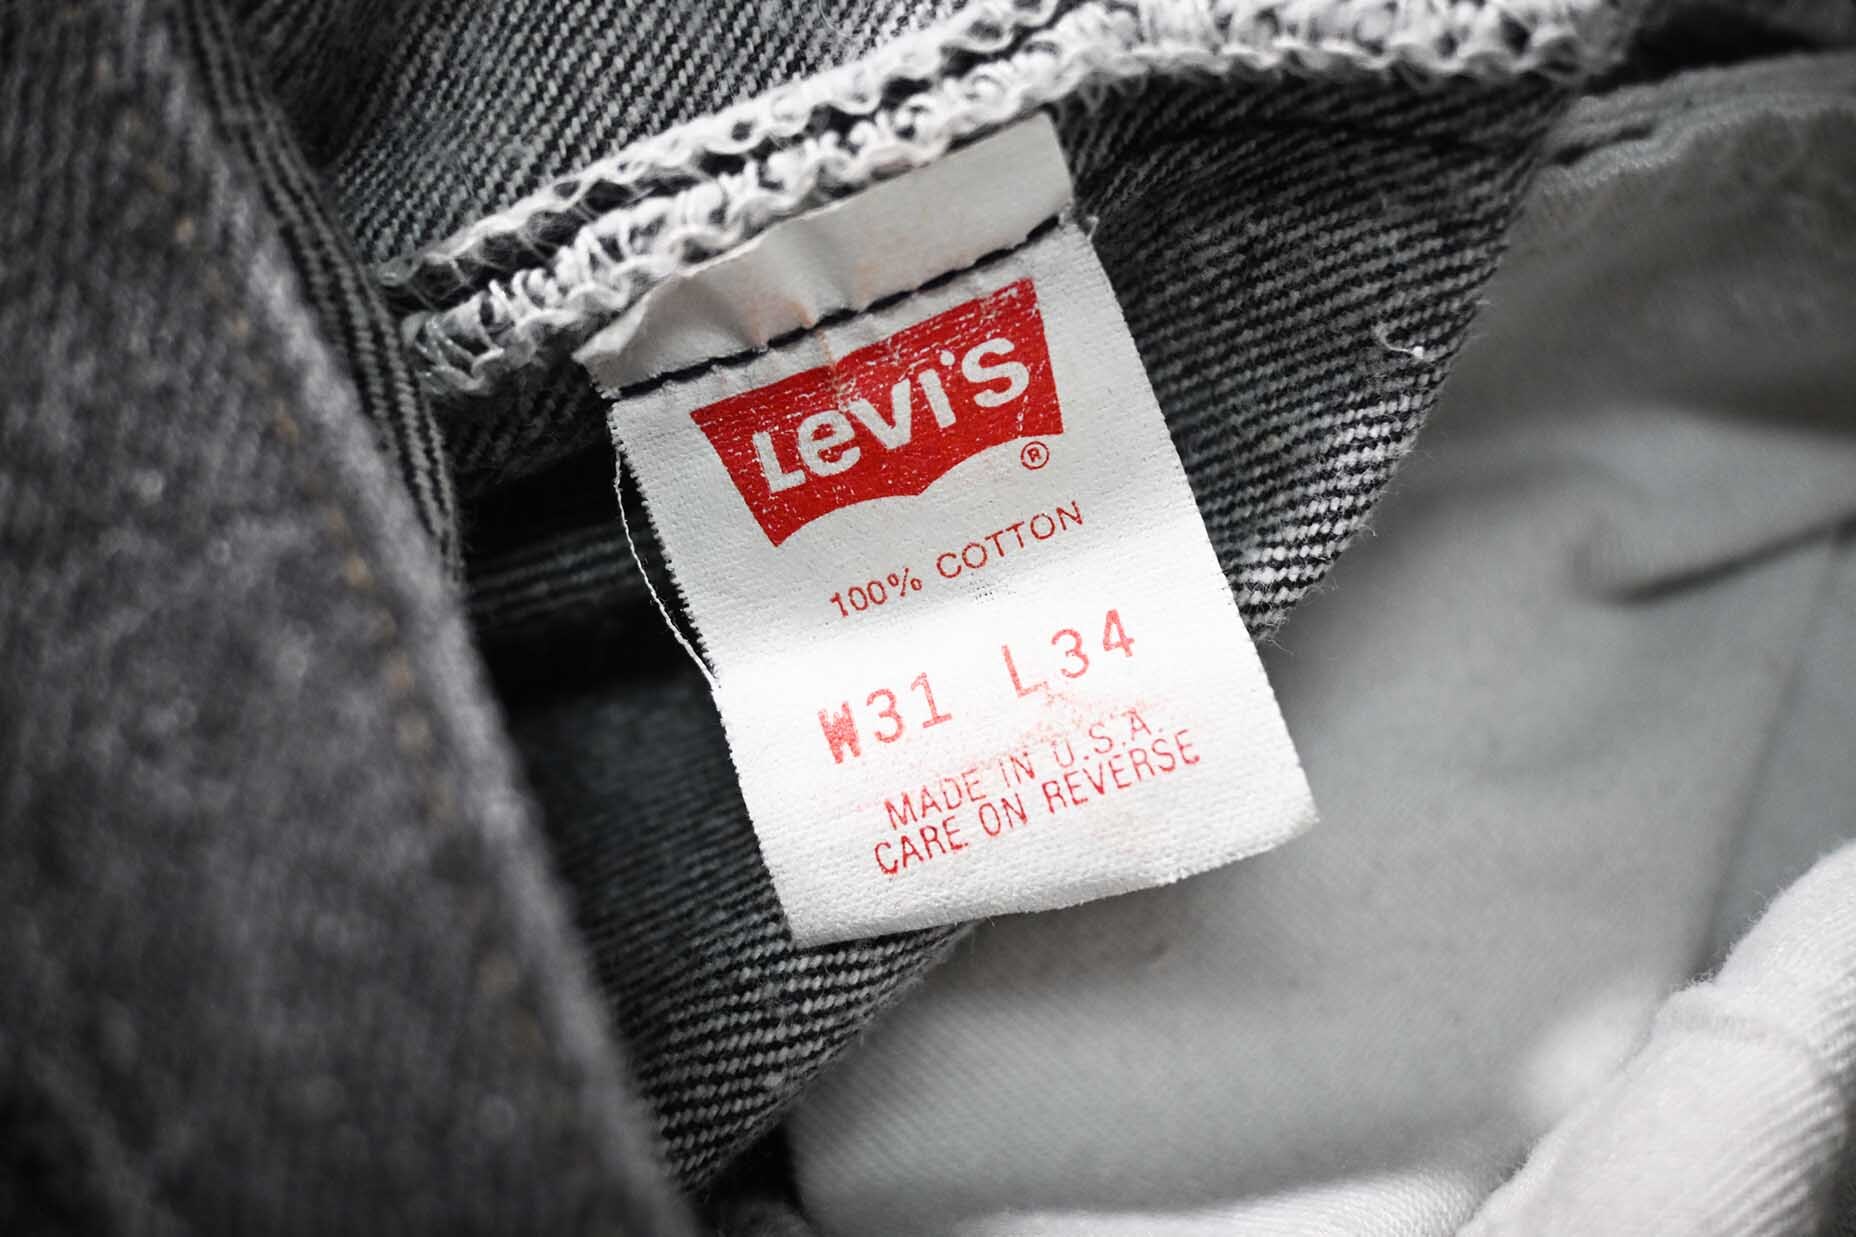 Levi's
®
100% COTTON
W31 L34
MADE IN U.S.A.
CARE ON REVERSE